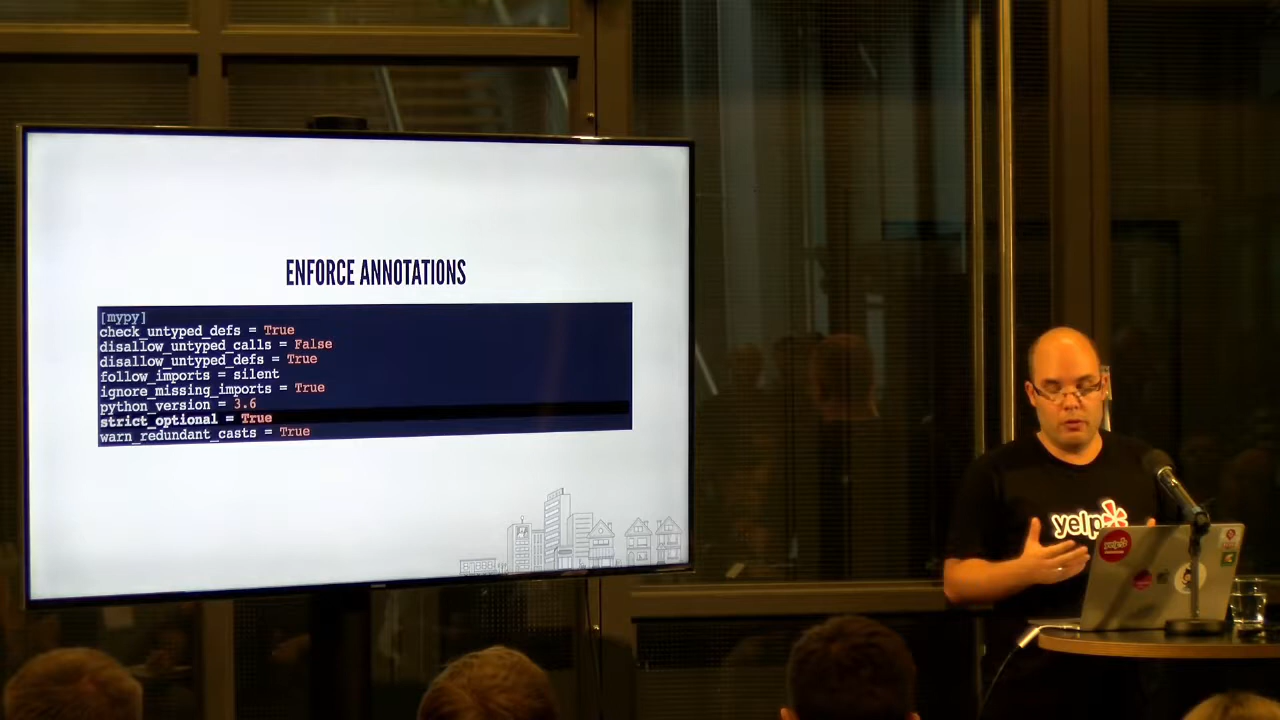 ENFORCE ANNOTATIONS
[mypy]
check_untyped_defs = True
disallow_untyped_calls = False
disallow_untyped_defs = True
follow_imports = silent
ignore_missing_imports = True
python_version = 3.6
strict_optional = True
warn_redundant_casts = True
yelp
yelp